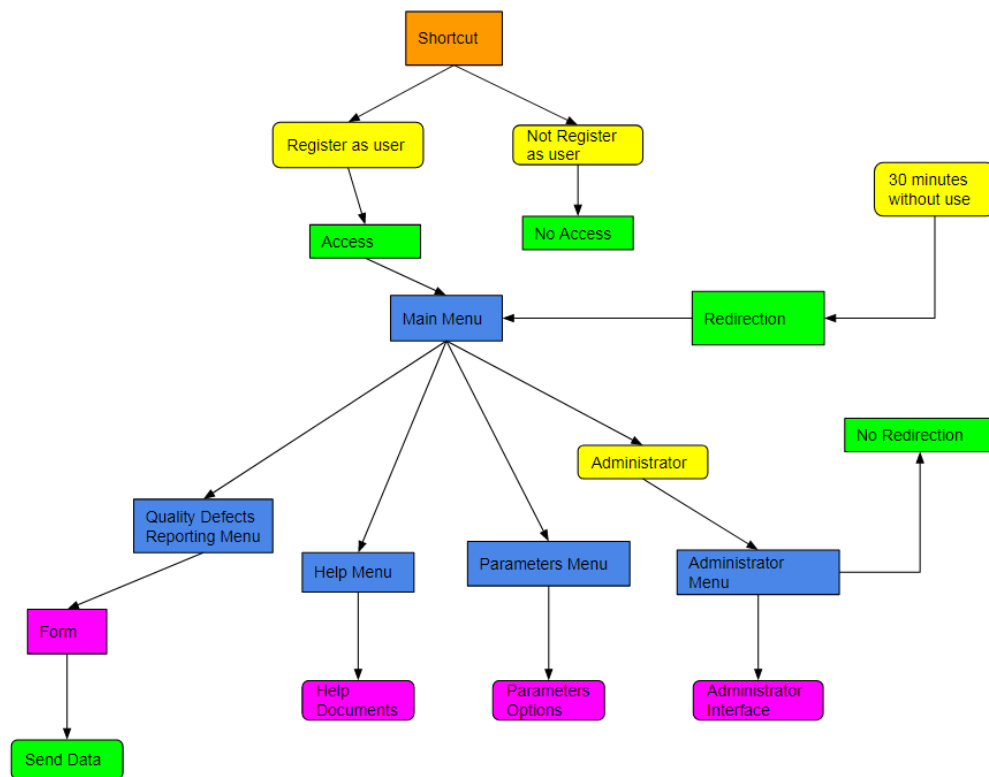 Shortcut
Register as user
Not Register
as user
30 minutes
without use
Access
No Access
Main Menu
Redirection
No Redirection
Administrator
Quality Defects
Reporting Menu
Help Menu
Parameters Menu
Administrator
Menu
Form
Help
Documents
Parameters
Options
Administrator
Interface
Send Data